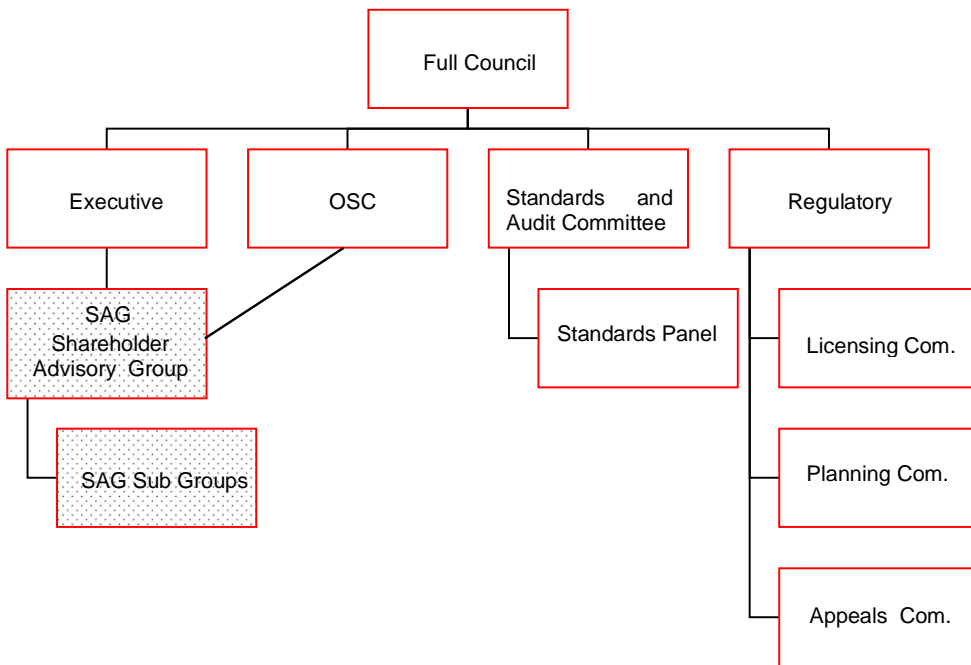 Full Council
Executive
OSC
Standards and
Audit Committee
Regulatory
SAG
Shareholder
Advisory Group
Standards Panel
Licensing Com.
SAG Sub Groups
Planning Com.
Appeals Com.